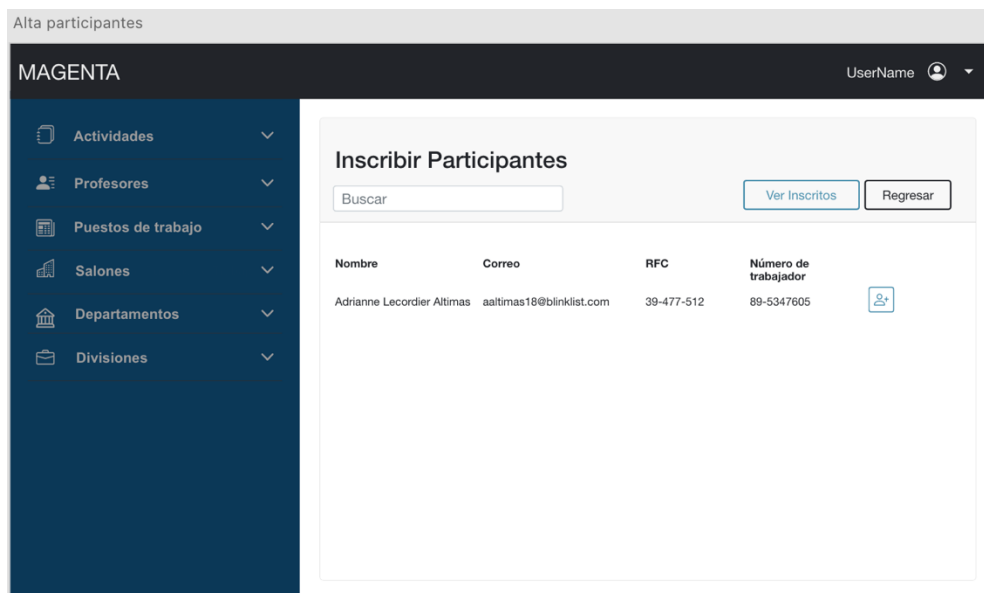 Alta participantes
MAGENTA
UserName
Actividades
Profesores
Puestos de trabajo
Salones
Departamentos
Divisiones
Inscribir Participantes
Buscar
Ver Inscritos
Regresar
Nombre Correo RFC Número de
trabajador
Adrianne Lecordier Altimas aaltimas18@blinklist.com 39-477-512 89-5347605